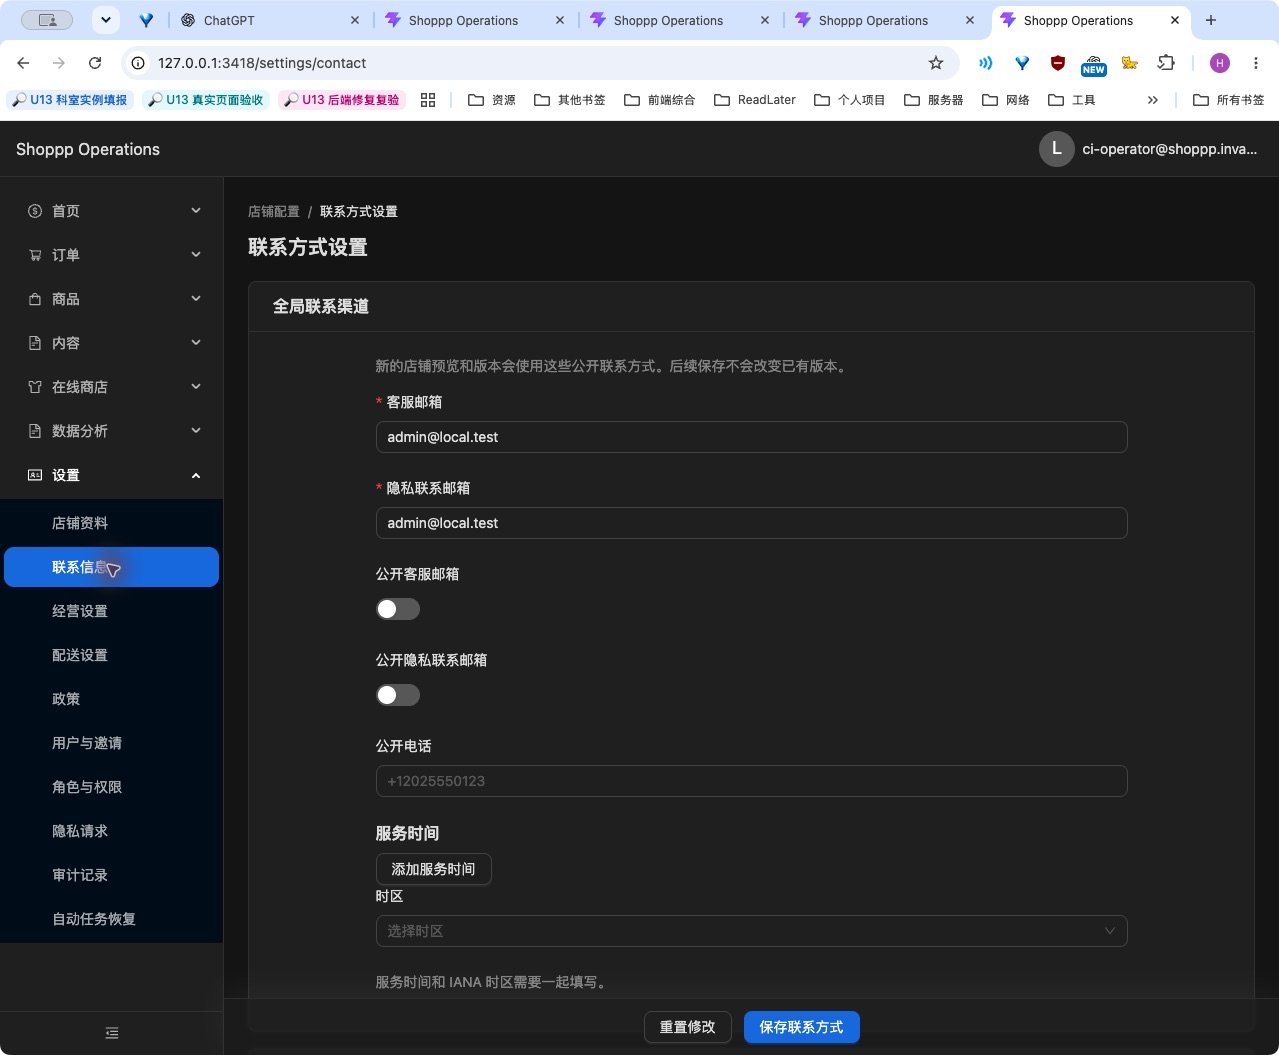 ChatGPT
Shoppp Operations
Shoppp Operations
Shoppp Operations
Shoppp Operations
127.0.0.1:3418/settings/contact
NEW
H
U13 科室实例填报
U13 真实页面验收
U13 后端修复复验
资源
其他书签
前端综合
ReadLater
个人项目
服务器
网络
工具
所有书签
Shoppp Operations
L
ci-operator@shoppp.inva...
首页
订单
商品
内容
在线商店
数据分析
设置
店铺资料
联系信息
经营设置
配送设置
政策
用户与邀请
角色与权限
隐私请求
审计记录
自动任务恢复
店铺配置 / 联系方式设置
联系方式设置
全局联系渠道
新的店铺预览和版本会使用这些公开联系方式。后续保存不会改变已有版本。
* 客服邮箱
admin@local.test
* 隐私联系邮箱
admin@local.test
公开客服邮箱
公开隐私联系邮箱
公开电话
+12025550123
服务时间
添加服务时间
时区
选择时区
服务时间和 IANA 时区需要一起填写。
重置修改
保存联系方式